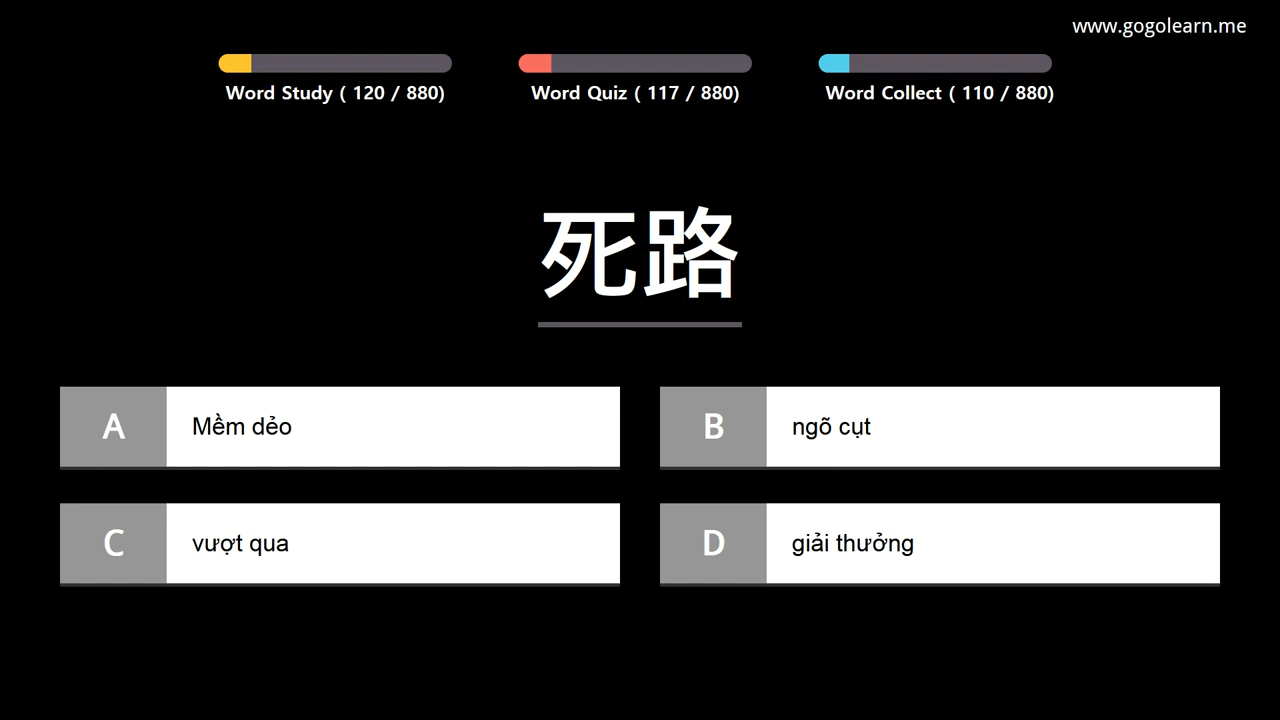 www.gogolearn.me
Word Study ( 120 / 880)
Word Quiz ( 117 / 880)
Word Collect ( 110 / 880)
死路
A
Mềm dẻo
B
ngõ cụt
C
vượt qua
D
giải thưởng